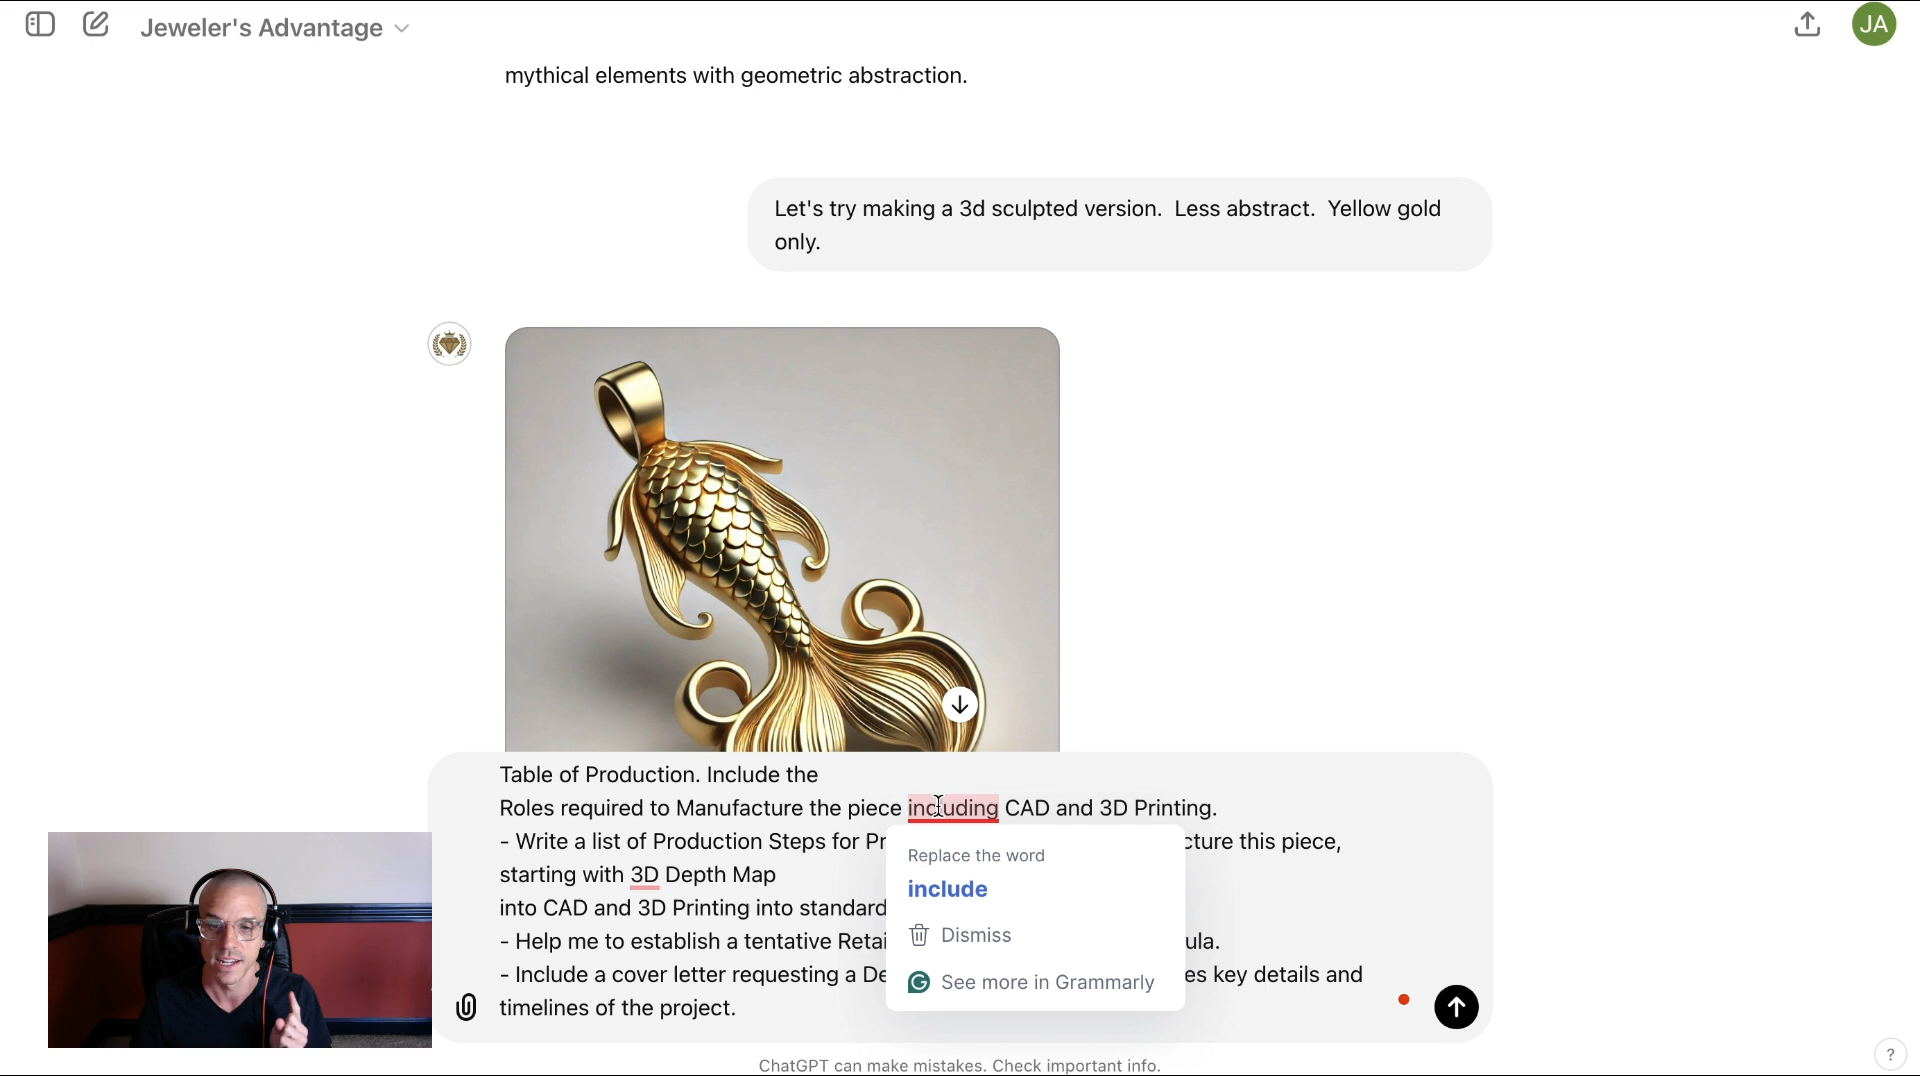 Jeweler's Advantage
JA
mythical elements with geometric abstraction.
Let's try making a 3d sculpted version.  Less abstract.  Yellow gold
only.
Table of Production. Include the
Roles required to Manufacture the piece including CAD and 3D Printing.
- Write a list of Production Steps for Pr cture this piece,
starting with 3D Depth Map
into CAD and 3D Printing into standard
- Help me to establish a tentative Retai ula.
- Include a cover letter requesting a De es key details and
timelines of the project.
Replace the word
include
Dismiss
See more in Grammarly
ChatGPT can make mistakes. Check important info.
?